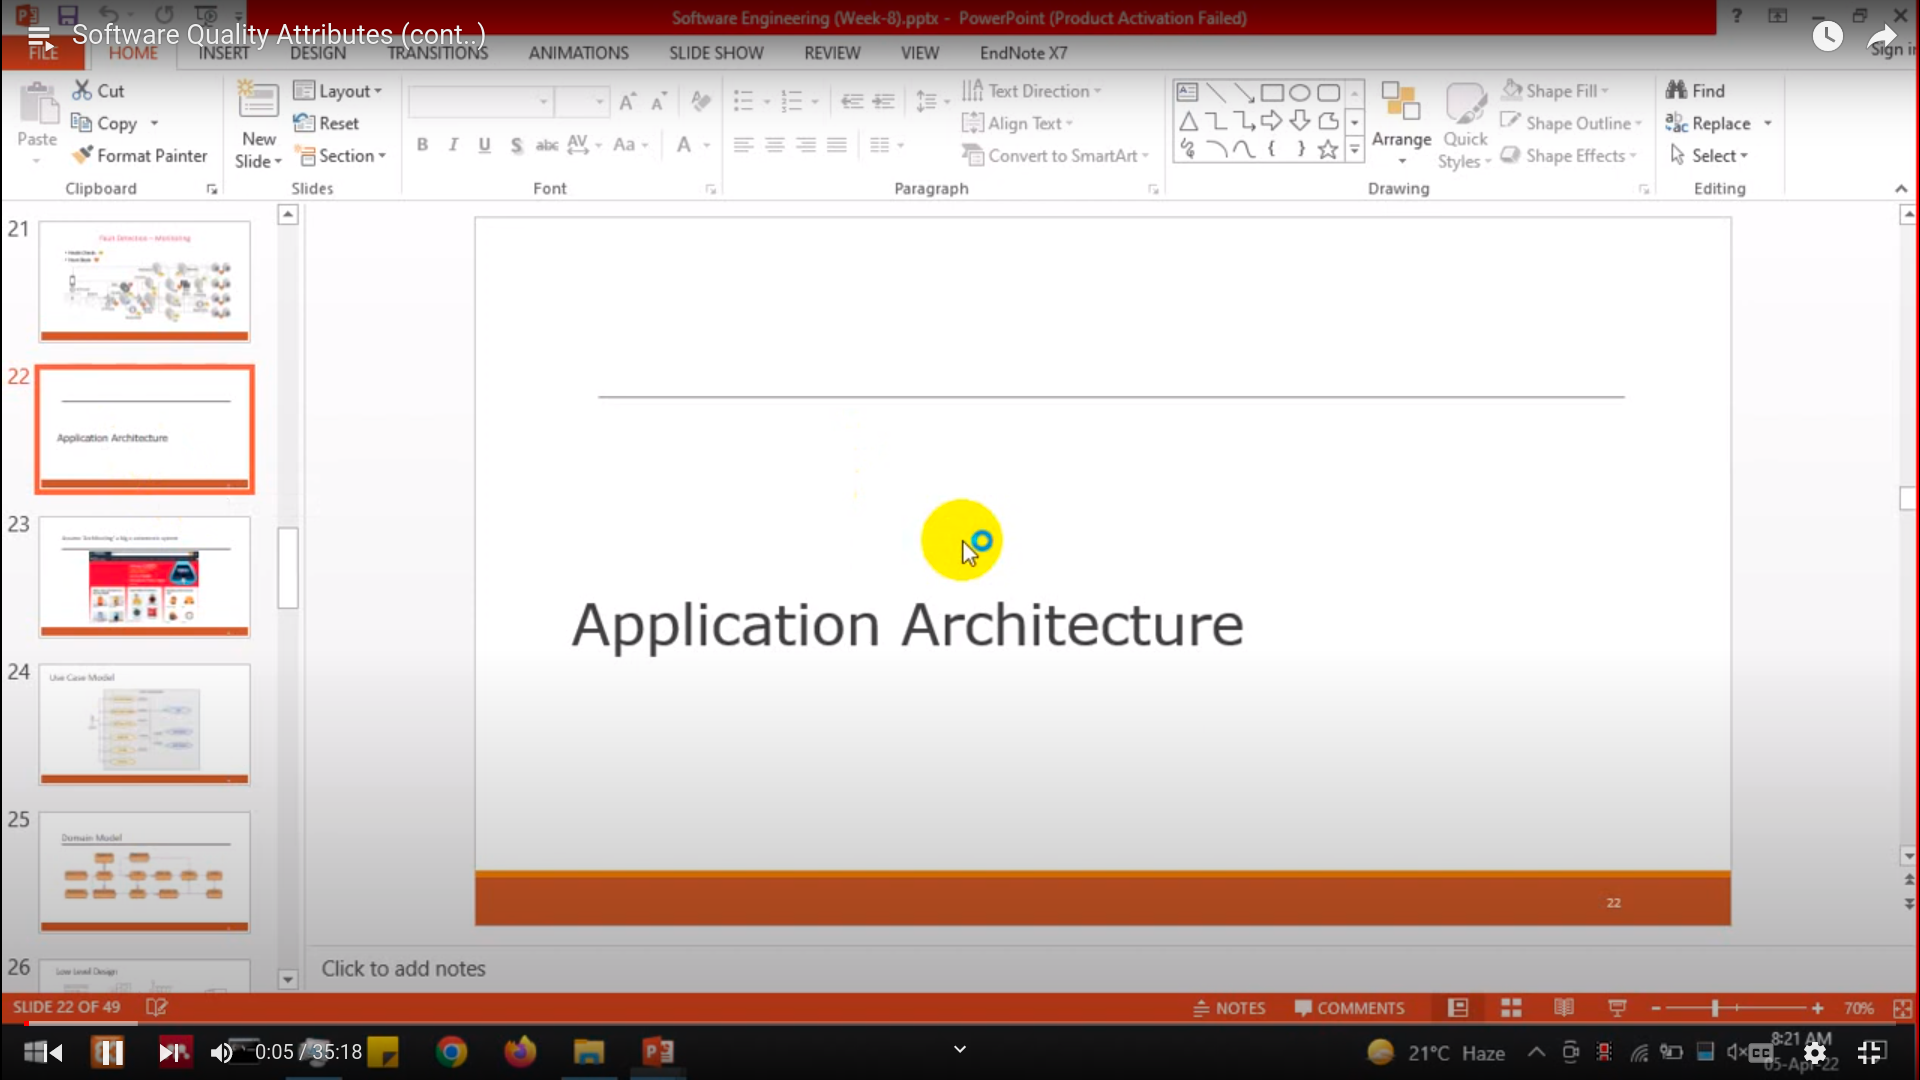 Software Engineering (Week-8).pptx - PowerPoint (Product Activation Failed)
Software Quality Attributes (cont..)
Sign in
FILE HOME INSERT DESIGN TRANSITIONS ANIMATIONS SLIDE SHOW REVIEW VIEW EndNote X7
Paste
Cut
Copy
Format Painter
Clipboard
New Slide
Layout
Reset
Section
Slides
Font
Text Direction
Align Text
Convert to SmartArt
Paragraph
Arrange
Quick Styles
Shape Fill
Shape Outline
Shape Effects
Drawing
Find
Replace
Select
Editing
21
Fault Detection – Monitoring
22
Application Architecture
23
24
Use Case Model
25
Domain Model
26
Low Level Design
Application Architecture
22
Click to add notes
SLIDE 22 OF 49
NOTES COMMENTS 70%
0:05 / 35:18
21°C Haze
8:21 AM
05-Apr-22